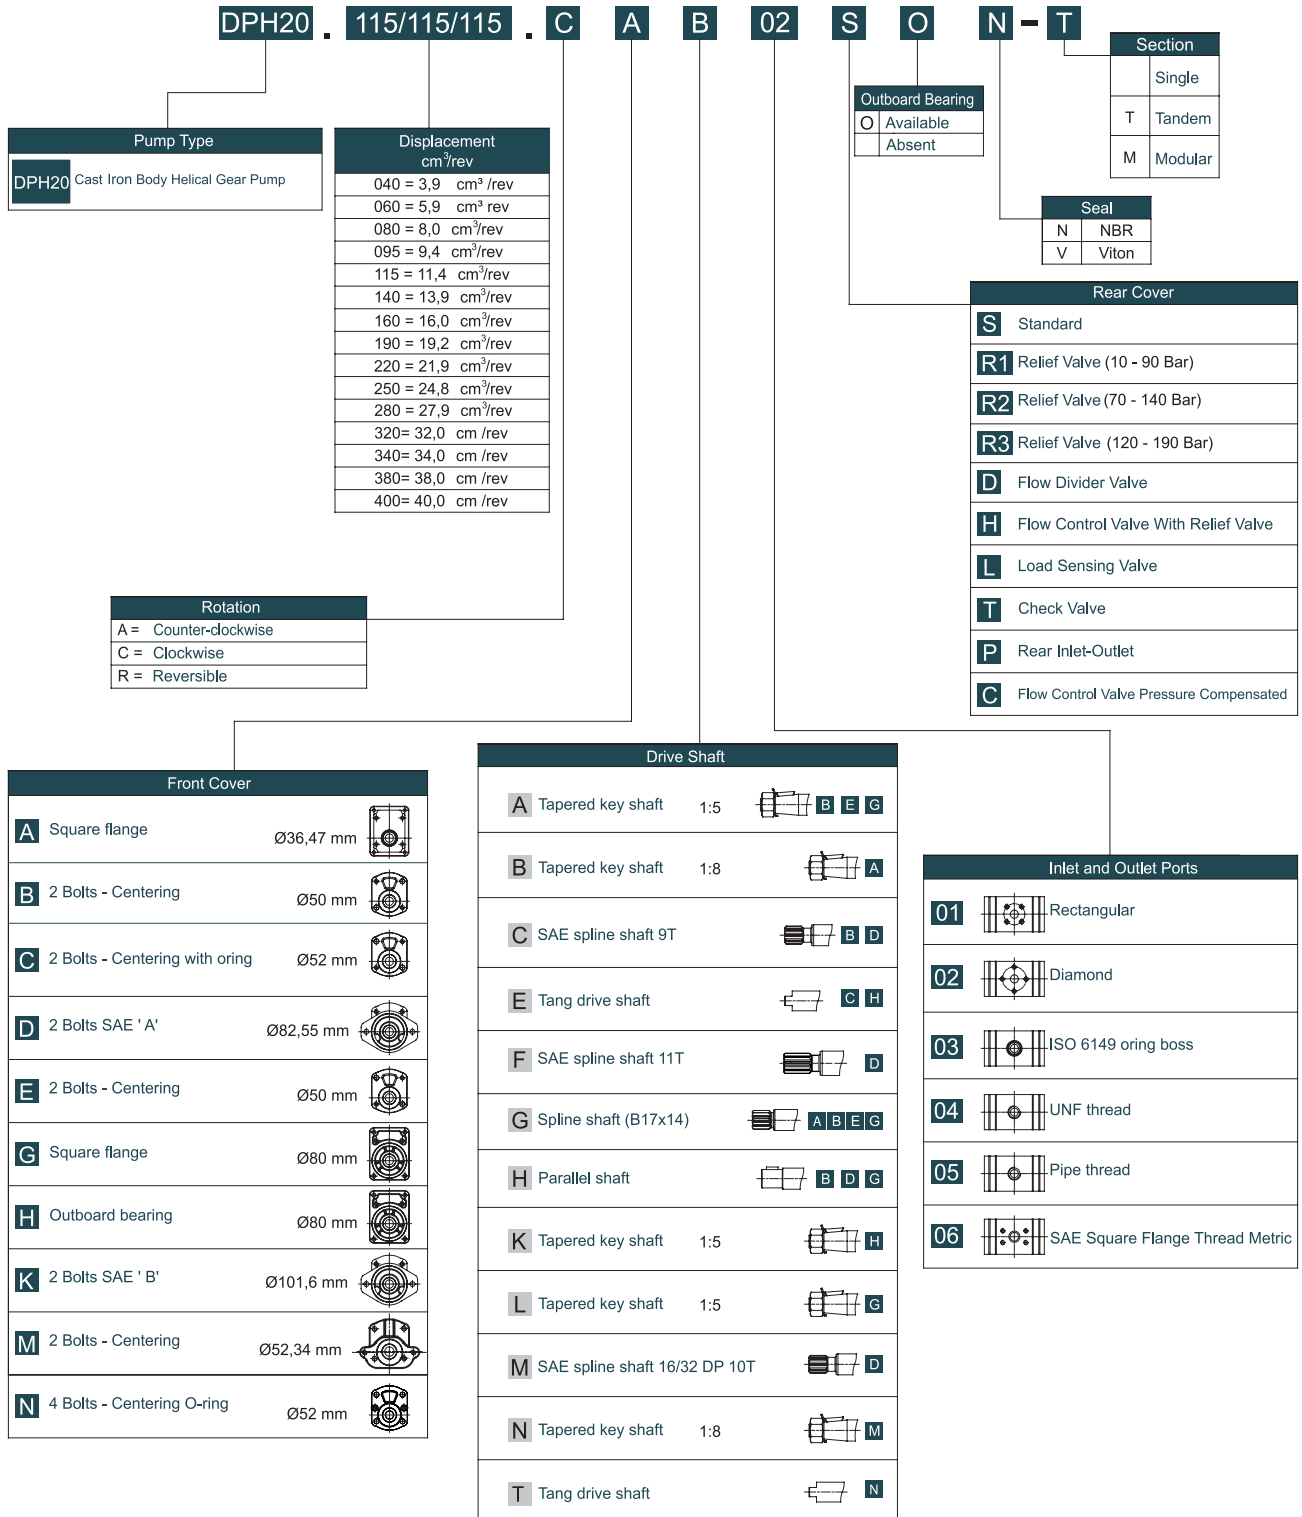 DPH20 . 115/115/115 . C A B 02 S O N - T
Section
Single
T Tandem
M Modular
Outboard Bearing
O Available
Absent
Pump Type
DPH20 Cast Iron Body Helical Gear Pump
Displacement
cm³/rev
040 = 3,9 cm³ /rev
060 = 5,9 cm³ rev
080 = 8,0 cm³/rev
095 = 9,4 cm³/rev
115 = 11,4 cm³/rev
140 = 13,9 cm³/rev
160 = 16,0 cm³/rev
190 = 19,2 cm³/rev
220 = 21,9 cm³/rev
250 = 24,8 cm³/rev
280 = 27,9 cm³/rev
320= 32,0 cm /rev
340= 34,0 cm /rev
380= 38,0 cm /rev
400= 40,0 cm /rev
Seal
N NBR
V Viton
Rear Cover
S Standard
R1 Relief Valve (10 - 90 Bar)
R2 Relief Valve (70 - 140 Bar)
R3 Relief Valve (120 - 190 Bar)
D Flow Divider Valve
H Flow Control Valve With Relief Valve
L Load Sensing Valve
T Check Valve
P Rear Inlet-Outlet
C Flow Control Valve Pressure Compensated
Rotation
A = Counter-clockwise
C = Clockwise
R = Reversible
Front Cover
A Square flange Ø36,47 mm
B 2 Bolts - Centering Ø50 mm
C 2 Bolts - Centering with oring Ø52 mm
D 2 Bolts SAE ' A' Ø82,55 mm
E 2 Bolts - Centering Ø50 mm
G Square flange Ø80 mm
H Outboard bearing Ø80 mm
K 2 Bolts SAE ' B' Ø101,6 mm
M 2 Bolts - Centering Ø52,34 mm
N 4 Bolts - Centering O-ring Ø52 mm
Drive Shaft
A Tapered key shaft 1:5 B E G
B Tapered key shaft 1:8 A
C SAE spline shaft 9T B D
E Tang drive shaft C H
F SAE spline shaft 11T D
G Spline shaft (B17x14) A B E G
H Parallel shaft B D G
K Tapered key shaft 1:5 H
L Tapered key shaft 1:5 G
M SAE spline shaft 16/32 DP 10T D
N Tapered key shaft 1:8 M
T Tang drive shaft N
Inlet and Outlet Ports
01 Rectangular
02 Diamond
03 ISO 6149 oring boss
04 UNF thread
05 Pipe thread
06 SAE Square Flange Thread Metric